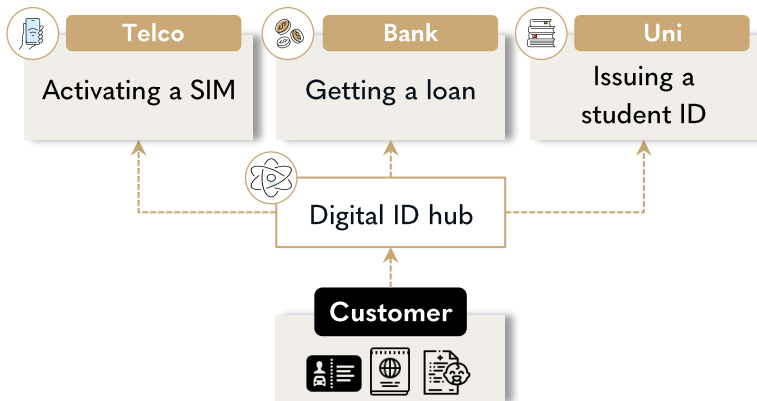 Telco
Bank
Uni
Activating a SIM
Getting a loan
Issuing a
student ID
Digital ID hub
Customer